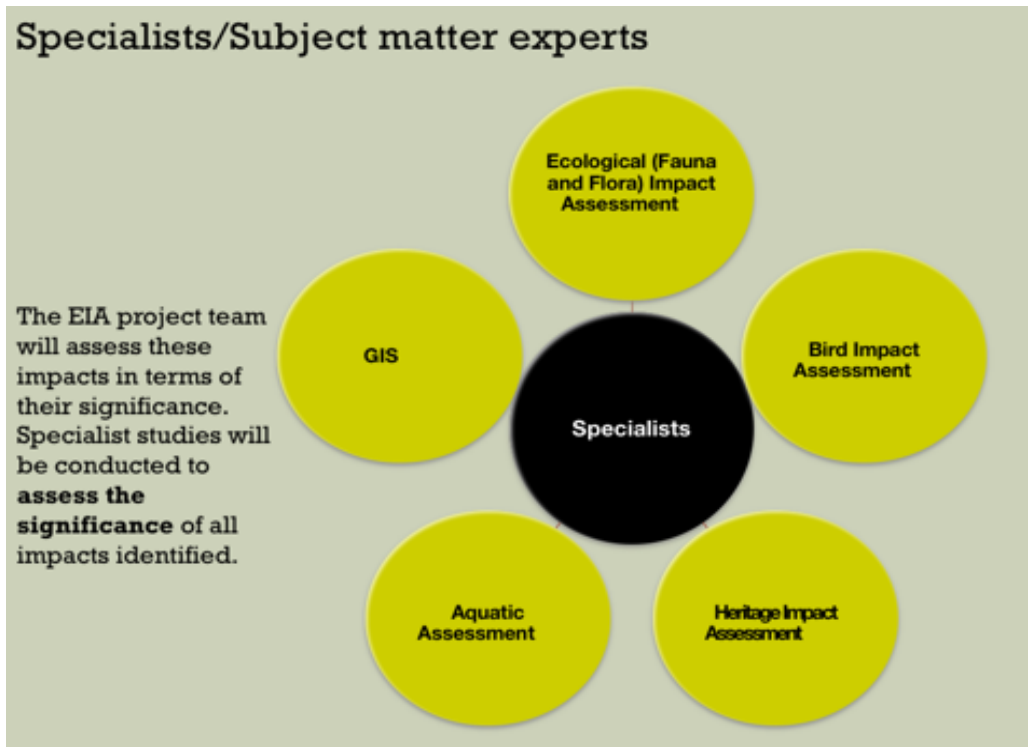 Specialists/Subject matter experts
Ecological (Fauna
and Flora) Impact
Assessment
The EIA project team
will assess these
impacts in terms of
their significance.
Specialist studies will
be conducted to
assess the
significance of all
impacts identified.
GIS
Bird Impact
Assessment
Specialists
Aquatic
Assessment
Heritage Impact
Assessment